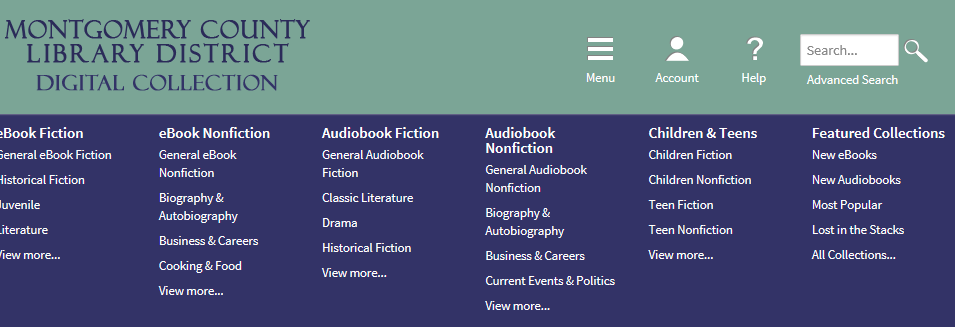 MONTGOMERY COUNTY
LIBRARY DISTRICT
DIGITAL COLLECTION
Menu
Account
Help
Search...
Advanced Search
eBook Fiction
General eBook Fiction
Historical Fiction
Juvenile
Literature
View more...
eBook Nonfiction
General eBook
Nonfiction
Biography &
Autobiography
Business & Careers
Cooking & Food
View more...
Audiobook Fiction
General Audiobook
Fiction
Classic Literature
Drama
Historical Fiction
View more...
Audiobook
Nonfiction
General Audiobook
Nonfiction
Biography &
Autobiography
Business & Careers
Current Events & Politics
View more...
Children & Teens
Children Fiction
Children Nonfiction
Teen Fiction
Teen Nonfiction
View more...
Featured Collections
New eBooks
New Audiobooks
Most Popular
Lost in the Stacks
All Collections...